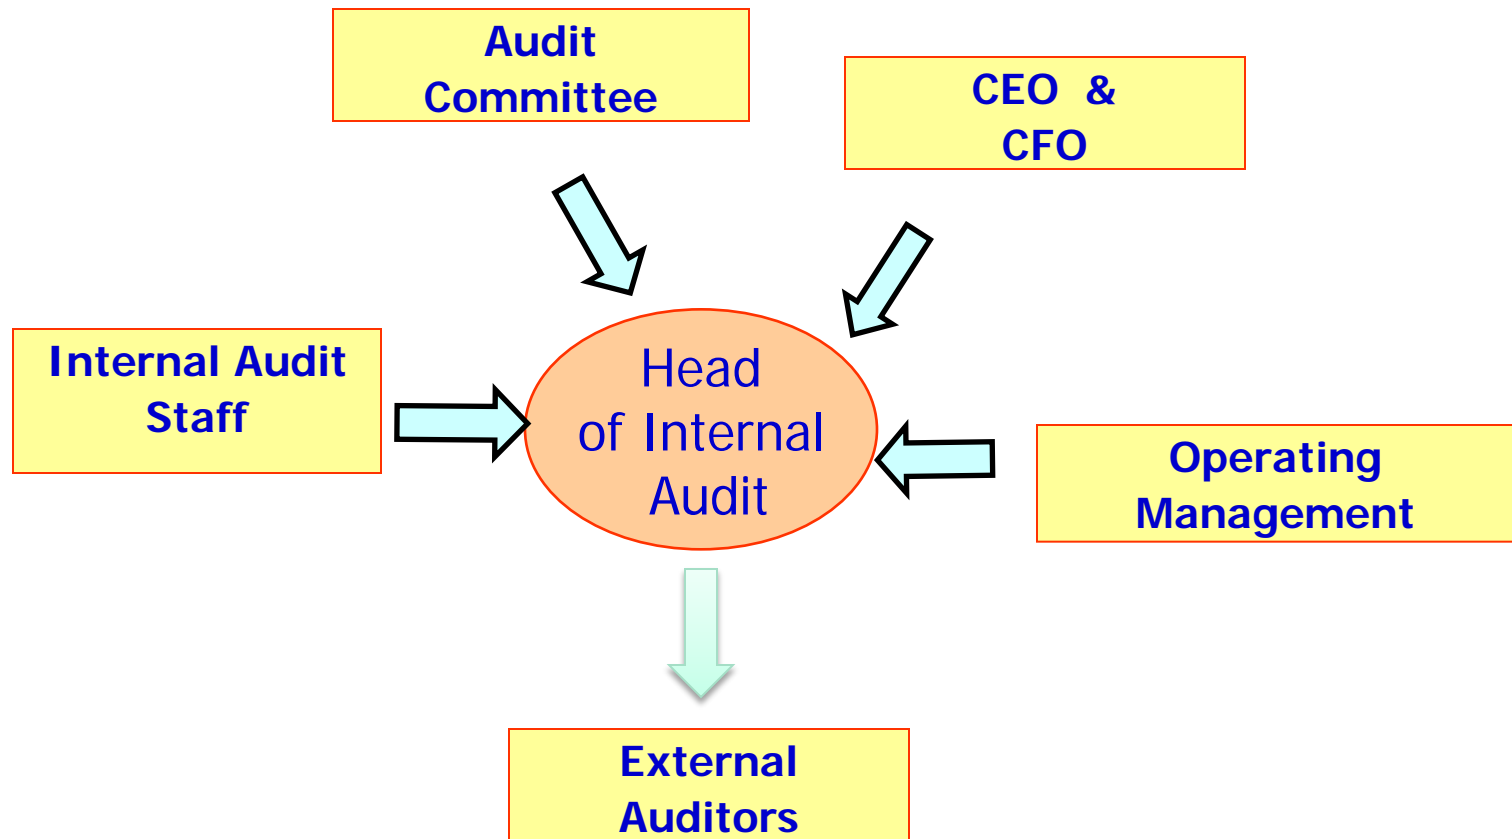 Audit
Committee
CEO &
CFO
Internal Audit
Staff
Head
of Internal
Audit
Operating
Management
External
Auditors